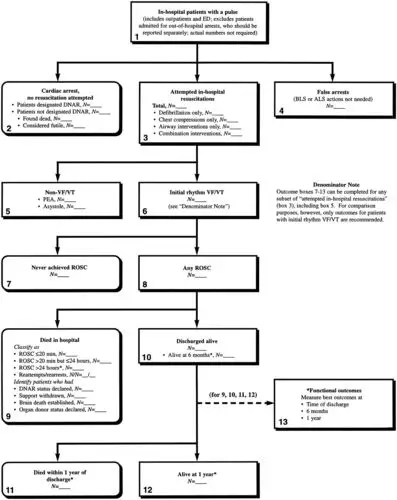 In-hospital patients with a pulse
(includes outpatients and ED; excludes patients
admitted for out-of-hospital arrests, who should be
reported separately; actual numbers not required)
1
Cardiac arrest,
no resuscitation attempted
• Patients designated DNAR, N=____
• Patients not designated DNAR, N=____
• Found dead, N=____
• Considered futile, N=____
2
Attempted in-hospital
resuscitations
Total, N=____
• Defibrillation only, N=____
• Chest compressions only, N=____
• Airway interventions only, N=____
• Combination interventions, N=____
3
False arrests
(BLS or ALS actions not needed)
N=____
4
Non-VF/VT
• PEA, N=____
• Asystole, N=____
5
Initial rhythm VF/VT
N=____
(see “Denominator Note”)
6
Denominator Note
Outcome boxes 7-13 can be completed for any
subset of “attempted in-hospital resuscitations”
(box 3), including box 5. For comparison
purposes, however, only outcomes for patients
with initial rhythm VF/VT are recommended.
Never achieved ROSC
N=____
7
Any ROSC
N=____
8
Died in hospital
Classify as
• ROSC ≤20 min, N=____
• ROSC >20 min but ≤24 hours, N=____
• ROSC >24 hours*, N=____
• Reattempts/rearrests, N/N=__/__
Identify patients who had
• DNAR status declared, N=____
• Support withdrawn, N=____
• Brain death established, N=____
• Organ donor status declared, N=____
9
Discharged alive
N=____
• Alive at 6 months*, N=____
10
(for 9, 10, 11, 12)
*Functional outcomes
Measure best outcomes at
• Time of discharge
• 6 months
• 1 year
13
Died within 1 year of
discharge*
N=____
11
Alive at 1 year*
N=____
12